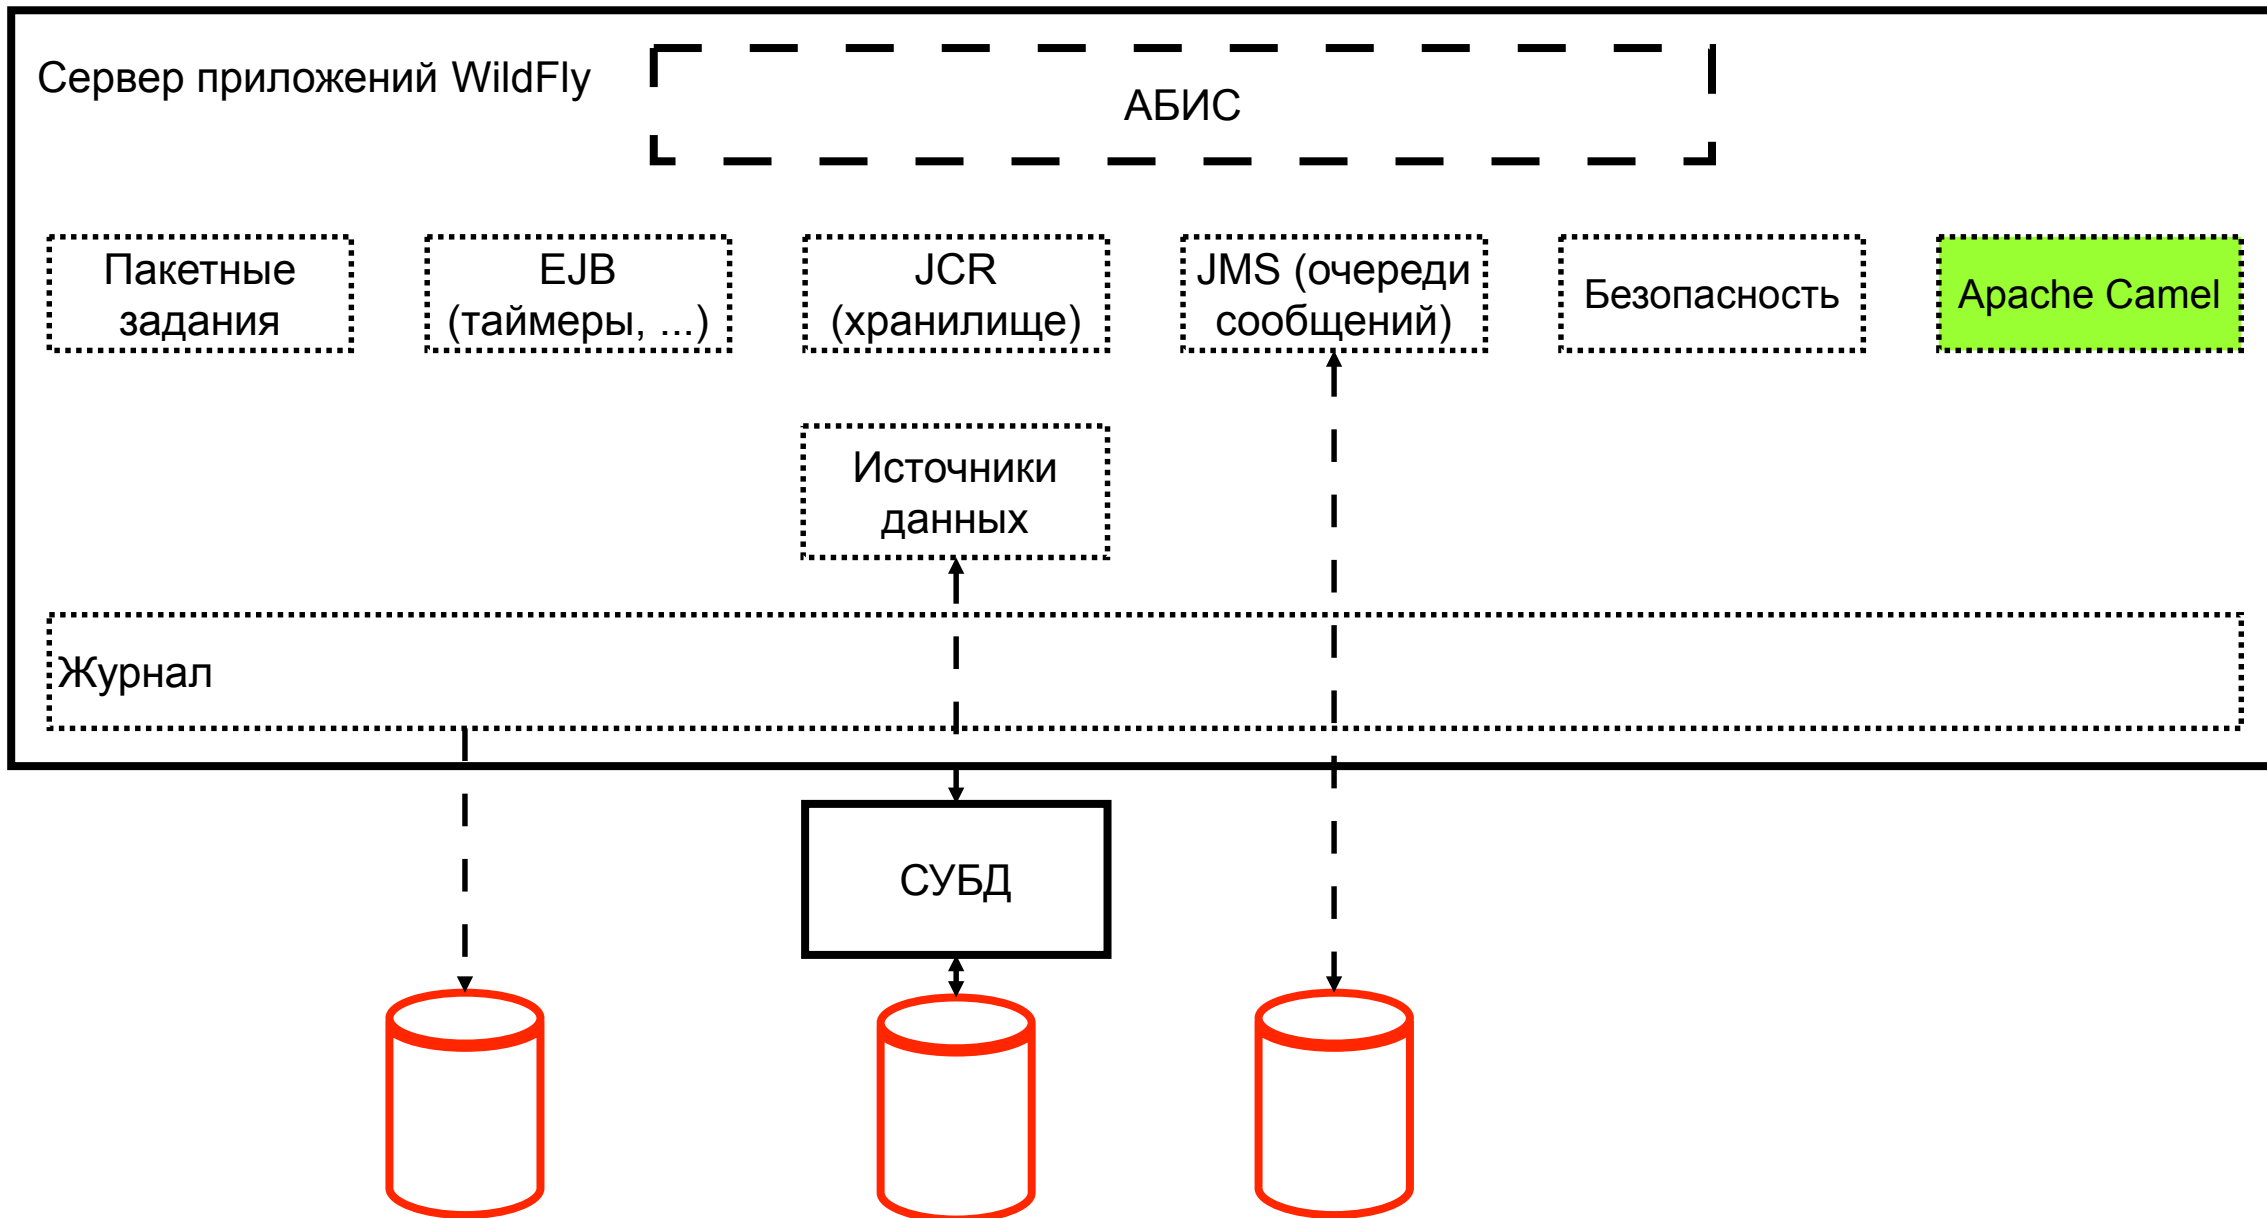 Сервер приложений WildFly
АБИС
Пакетные
задания
EJB
(таймеры, ...)
JCR
(хранилище)
JMS (очереди
сообщений)
Безопасность
Apache Camel
Источники
данных
Журнал
СУБД